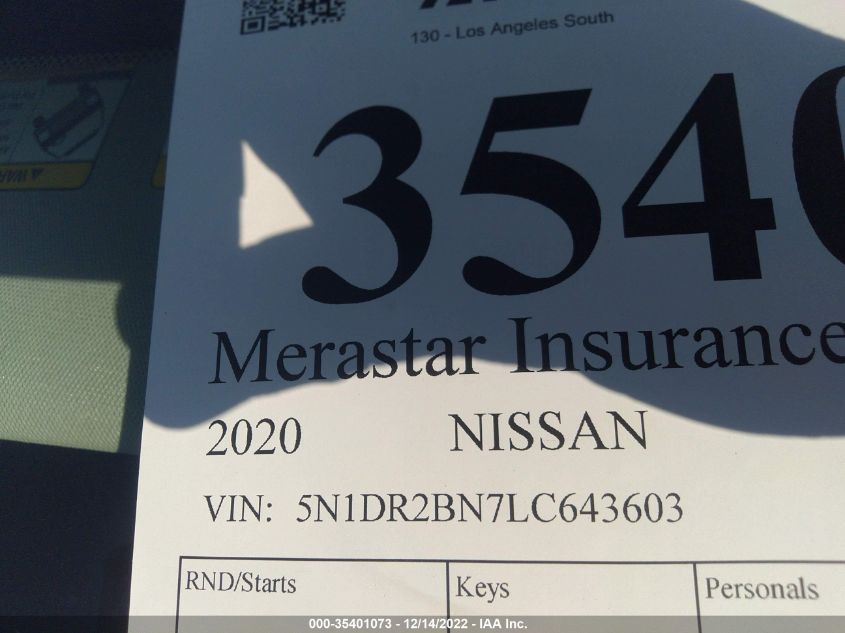 130 - Los Angeles South
354
Merastar Insurance
2020 NISSAN
VIN: 5N1DR2BN7LC643603
RND/Starts Keys Personals
000-35401073 - 12/14/2022 - IAA Inc.